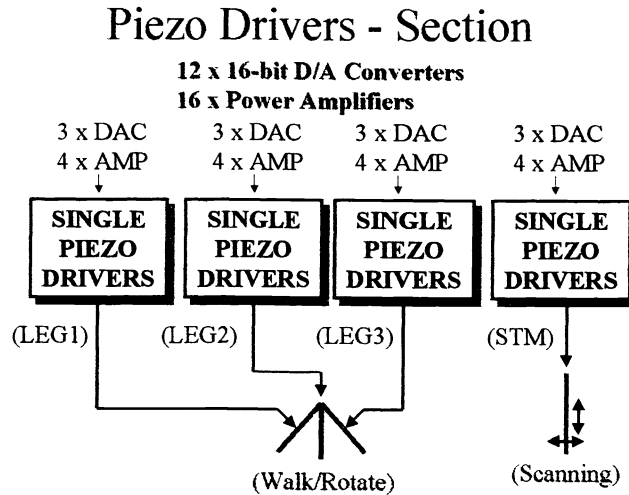 Piezo Drivers - Section
12 x 16-bit D/A Converters
16 x Power Amplifiers
3 x DAC 3 x DAC 3 x DAC 3 x DAC
4 x AMP 4 x AMP 4 x AMP 4 x AMP
SINGLE SINGLE SINGLE SINGLE
PIEZO PIEZO PIEZO PIEZO
DRIVERS DRIVERS DRIVERS DRIVERS
(LEG1) (LEG2) (LEG3) (STM)
(Walk/Rotate) (Scanning)